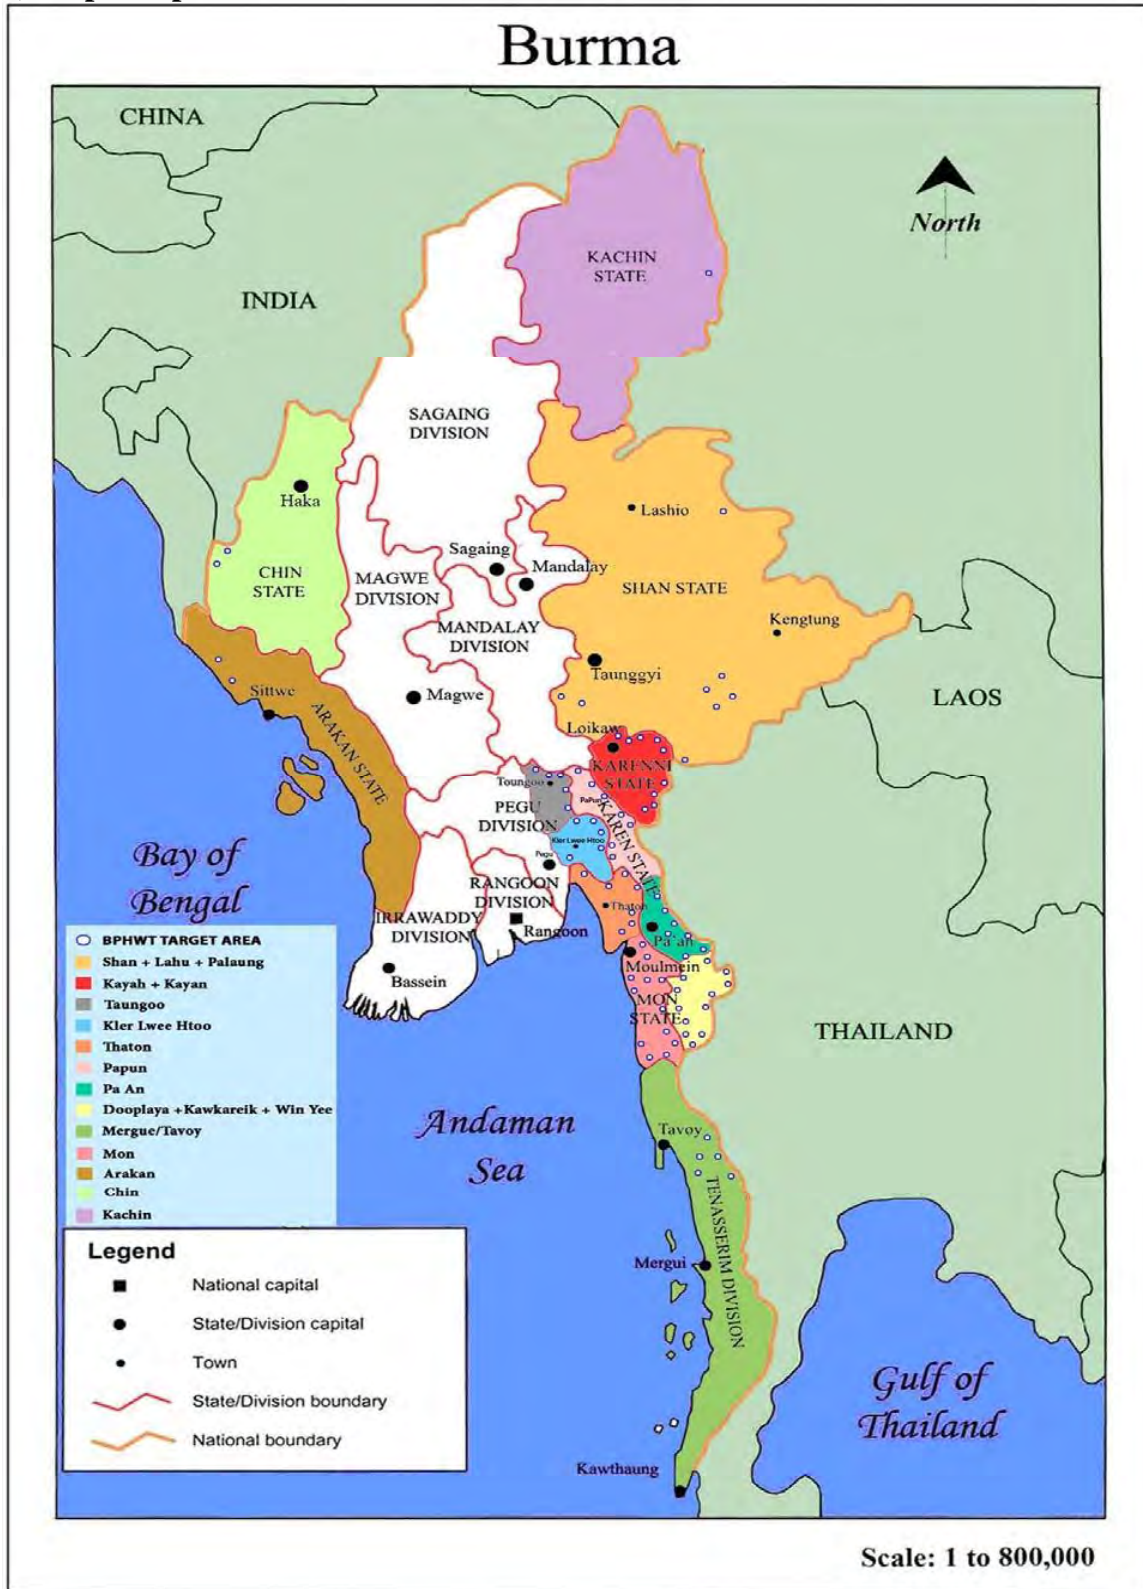 Burma
CHINA
North
KACHIN
STATE
INDIA
SAGAING
DIVISION
Haka
Lashio
Sagaing
Mandalay
CHIN
STATE
MAGWE
DIVISION
SHAN STATE
MANDALAY
DIVISION
Kengtung
Taunggyi
Sittwe
Magwe
LAOS
ARAKAN STATE
Loikaw
KARENNI
STATE
Toungoo
PaPun
PEGU
DIVISION
KAREN STATE
Kler Lwee Htoo
Pegu
Bay of
Bengal
RANGOON
DIVISION
Thaton
IRRAWADDY
DIVISION
Rangoon
Pa'an
Moulmein
Bassein
MON
STATE
THAILAND
BPHWT TARGET AREA
Shan + Lahu + Palaung
Kayah + Kayan
Taungoo
Kler Lwee Htoo
Thaton
Papun
Pa An
Dooplaya +Kawkareik + Win Yee
Mergue/Tavoy
Mon
Arakan
Chin
Kachin
Andaman
Sea
Tavoy
TENASSERIM DIVISION
Mergui
Legend
National capital
State/Division capital
Town
State/Division boundary
National boundary
Gulf of
Thailand
Kawthaung
Scale: 1 to 800,000